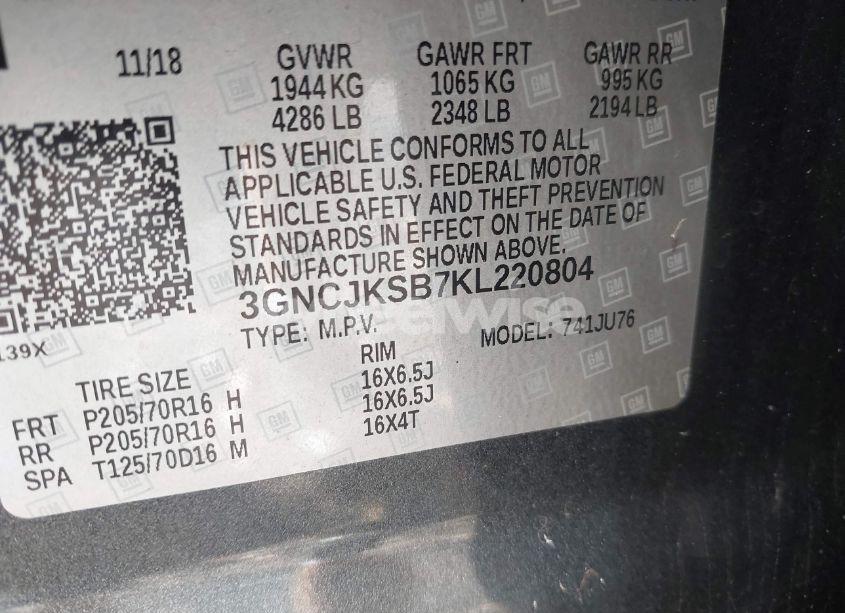 11/18 GVWR GAWR FRT GAWR RR
1944 KG 1065 KG 995 KG
4286 LB 2348 LB 2194 LB
THIS VEHICLE CONFORMS TO ALL
APPLICABLE U.S. FEDERAL MOTOR
VEHICLE SAFETY AND THEFT PREVENTION
STANDARDS IN EFFECT ON THE DATE OF
MANUFACTURE SHOWN ABOVE.
3GNCJKSB7KL220804
TYPE: M.P.V. MODEL: 741JU76
139X
TIRE SIZE RIM
FRT P205/70R16 H 16X6.5J
RR P205/70R16 H 16X6.5J
SPA T125/70D16 M 16X4T